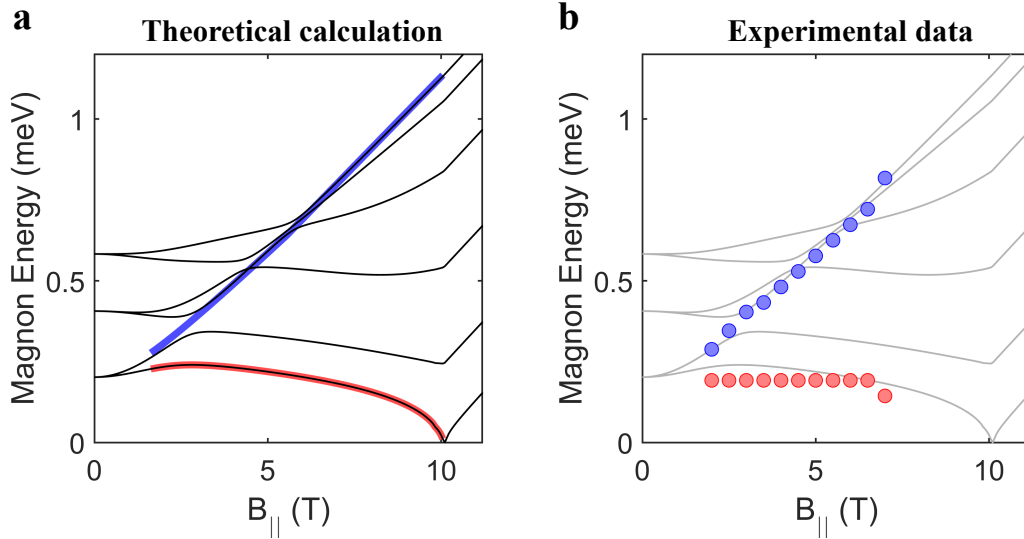 a
Theoretical calculation
Magnon Energy (meV)
1
0.5
0
0
5
10
B|| (T)
b
Experimental data
Magnon Energy (meV)
1
0.5
0
0
5
10
B|| (T)